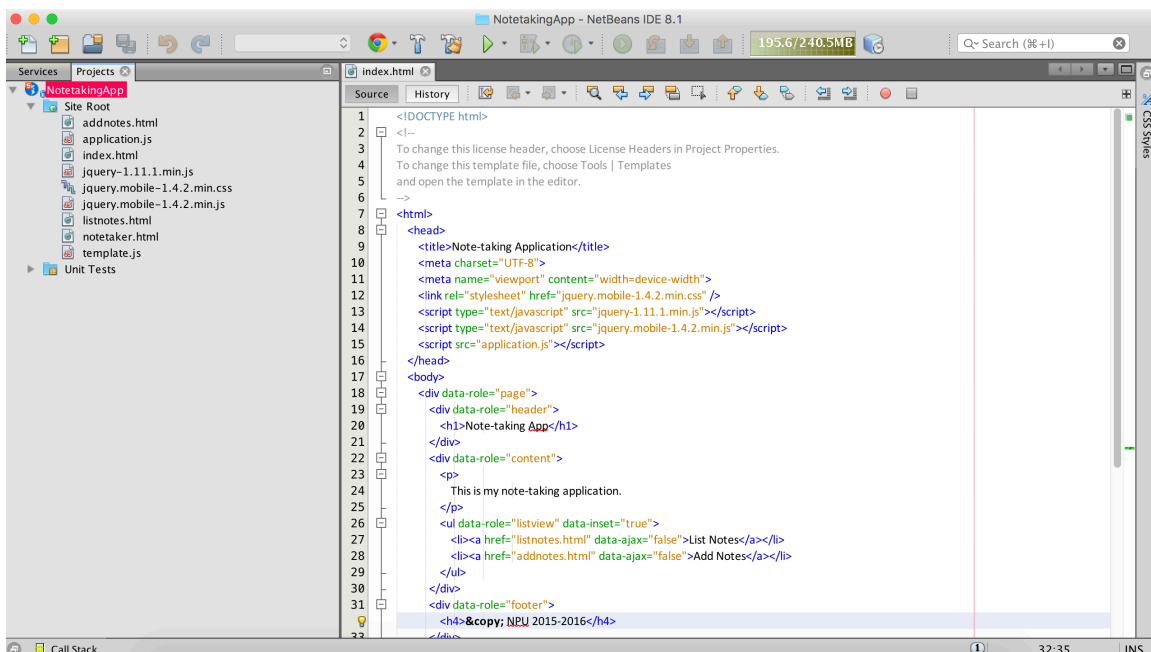 NotetakingApp - NetBeans IDE 8.1
195.6/240.5MB
Search (⌘+I)
Services Projects
index.html
NotetakingApp
Site Root
addnotes.html
application.js
index.html
jquery-1.11.1.min.js
jquery.mobile-1.4.2.min.css
jquery.mobile-1.4.2.min.js
listnotes.html
notetaker.html
template.js
Unit Tests
Source History
1 <!DOCTYPE html>
2 <!--
3 To change this license header, choose License Headers in Project Properties.
4 To change this template file, choose Tools | Templates
5 and open the template in the editor.
6 -->
7 <html>
8 <head>
9 <title>Note-taking Application</title>
10 <meta charset="UTF-8">
11 <meta name="viewport" content="width=device-width">
12 <link rel="stylesheet" href="jquery.mobile-1.4.2.min.css" />
13 <script type="text/javascript" src="jquery-1.11.1.min.js"></script>
14 <script type="text/javascript" src="jquery.mobile-1.4.2.min.js"></script>
15 <script src="application.js"></script>
16 </head>
17 <body>
18 <div data-role="page">
19 <div data-role="header">
20 <h1>Note-taking App</h1>
21 </div>
22 <div data-role="content">
23 <p>
24 This is my note-taking application.
25 </p>
26 <ul data-role="listview" data-inset="true">
27 <li><a href="listnotes.html" data-ajax="false">List Notes</a></li>
28 <li><a href="addnotes.html" data-ajax="false">Add Notes</a></li>
29 </ul>
30 </div>
31 <div data-role="footer">
<h4>&copy; NPU 2015-2016</h4>
33 </div>
CSS Styles
Call Stack
1
32:35
INS